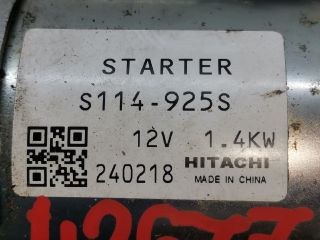 STARTER
S114-925S
12V 1.4KW
240218 HITACHI
MADE IN CHINA